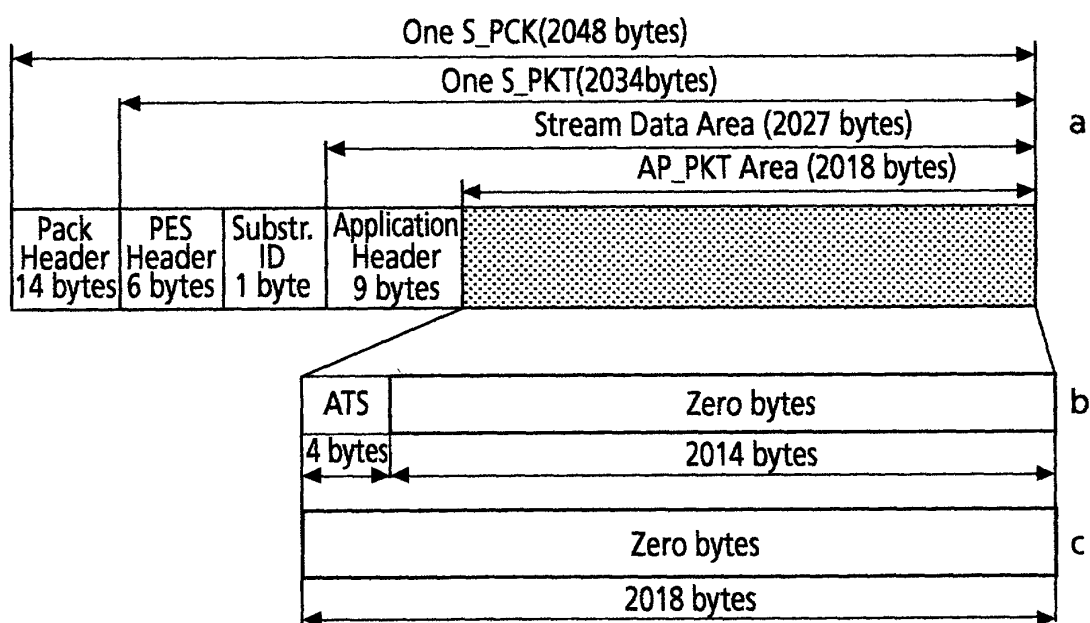 One S_PCK(2048 bytes)
One S_PKT(2034bytes)
Stream Data Area (2027 bytes)
a
AP_PKT Area (2018 bytes)
Pack Header 14 bytes
PES Header 6 bytes
Substr. ID 1 byte
Application Header 9 bytes
ATS
Zero bytes
b
4 bytes
2014 bytes
Zero bytes
c
2018 bytes